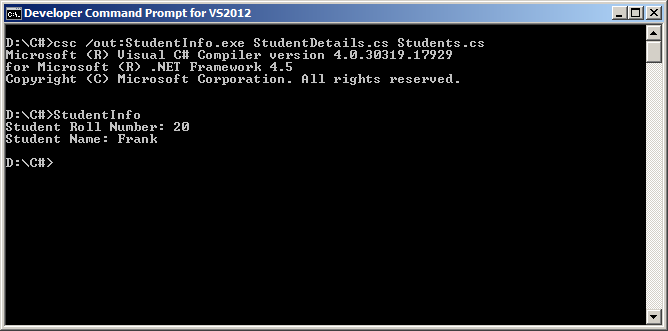 Developer Command Prompt for VS2012
D:\C#>csc /out:StudentInfo.exe StudentDetails.cs Students.cs
Microsoft (R) Visual C# Compiler version 4.0.30319.17929
for Microsoft (R) .NET Framework 4.5
Copyright (C) Microsoft Corporation. All rights reserved.
D:\C#>StudentInfo
Student Roll Number: 20
Student Name: Frank
D:\C#>